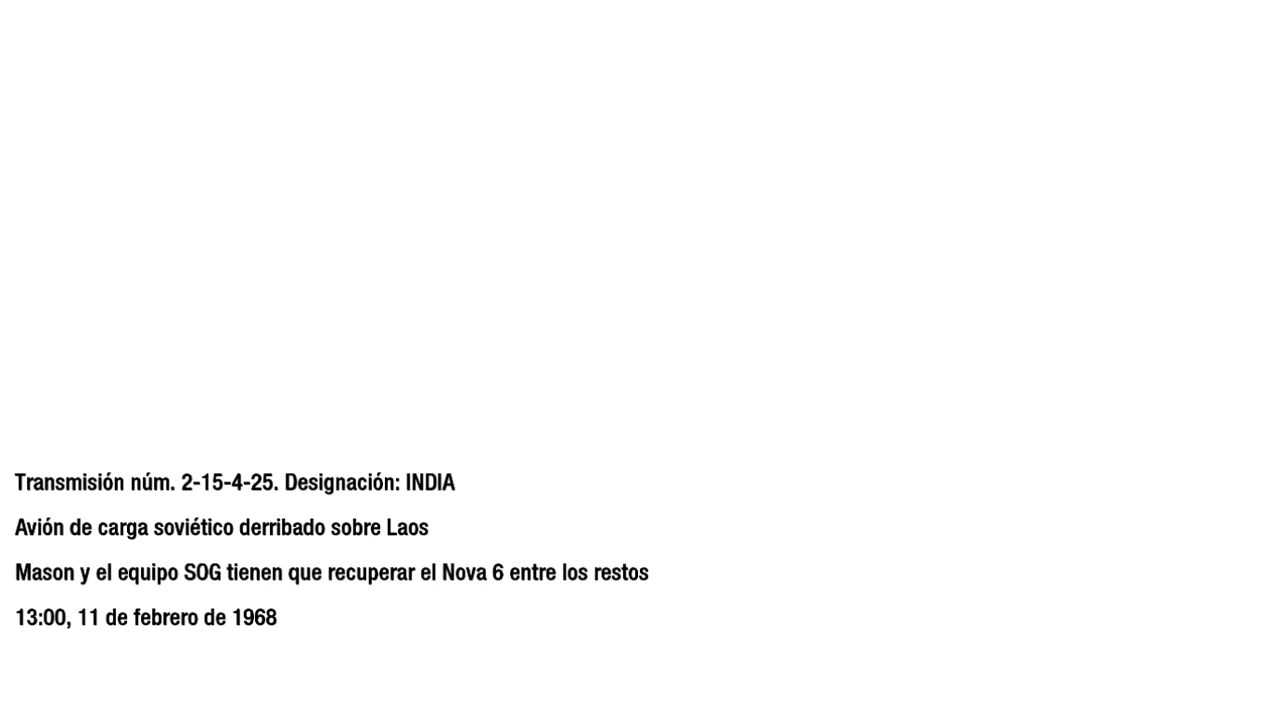 Transmisión núm. 2-15-4-25. Designación: INDIA
Avión de carga soviético derribado sobre Laos
Mason y el equipo SOG tienen que recuperar el Nova 6 entre los restos
13:00, 11 de febrero de 1968